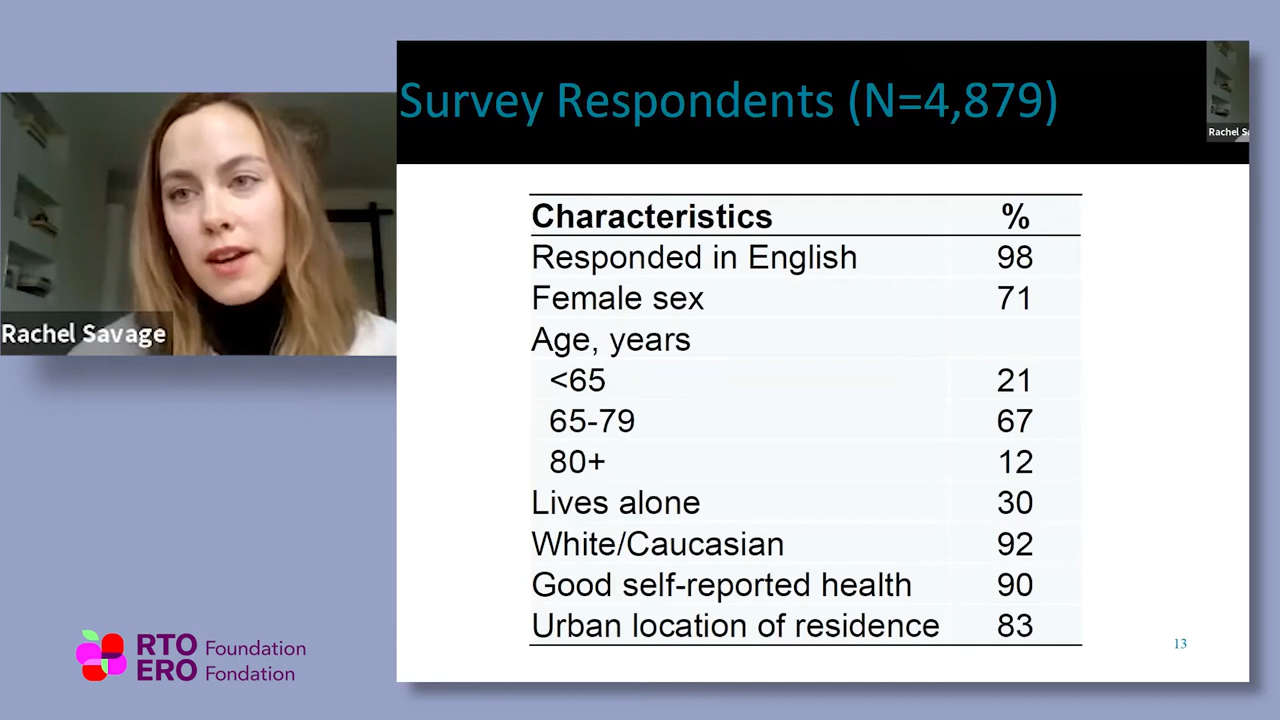 Survey Respondents (N=4,879)
Rachel Sa
Rachel Savage
Characteristics %
Responded in English 98
Female sex 71
Age, years
<65 21
65-79 67
80+ 12
Lives alone 30
White/Caucasian 92
Good self-reported health 90
Urban location of residence 83
13
RTO Foundation
ERO Fondation